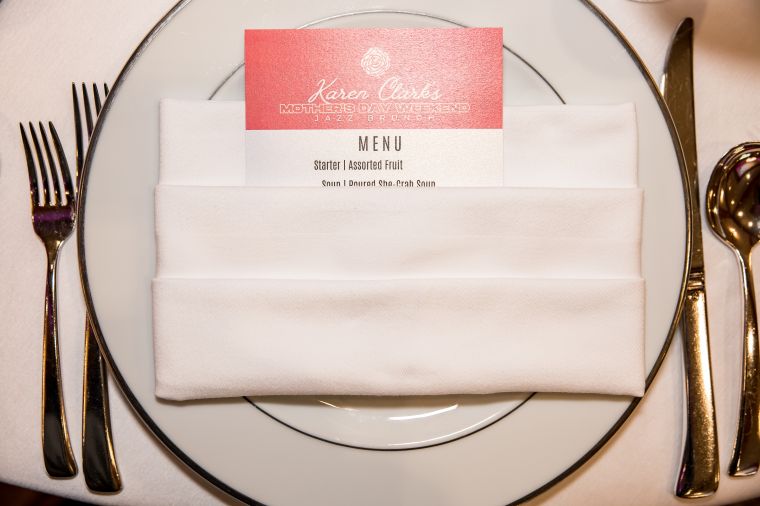 Karen Clark's
MOTHER'S DAY WEEKEND
JAZZ BRUNCH
MENU
Starter | Assorted Fruit
Soup | Poured She-Crab Soup